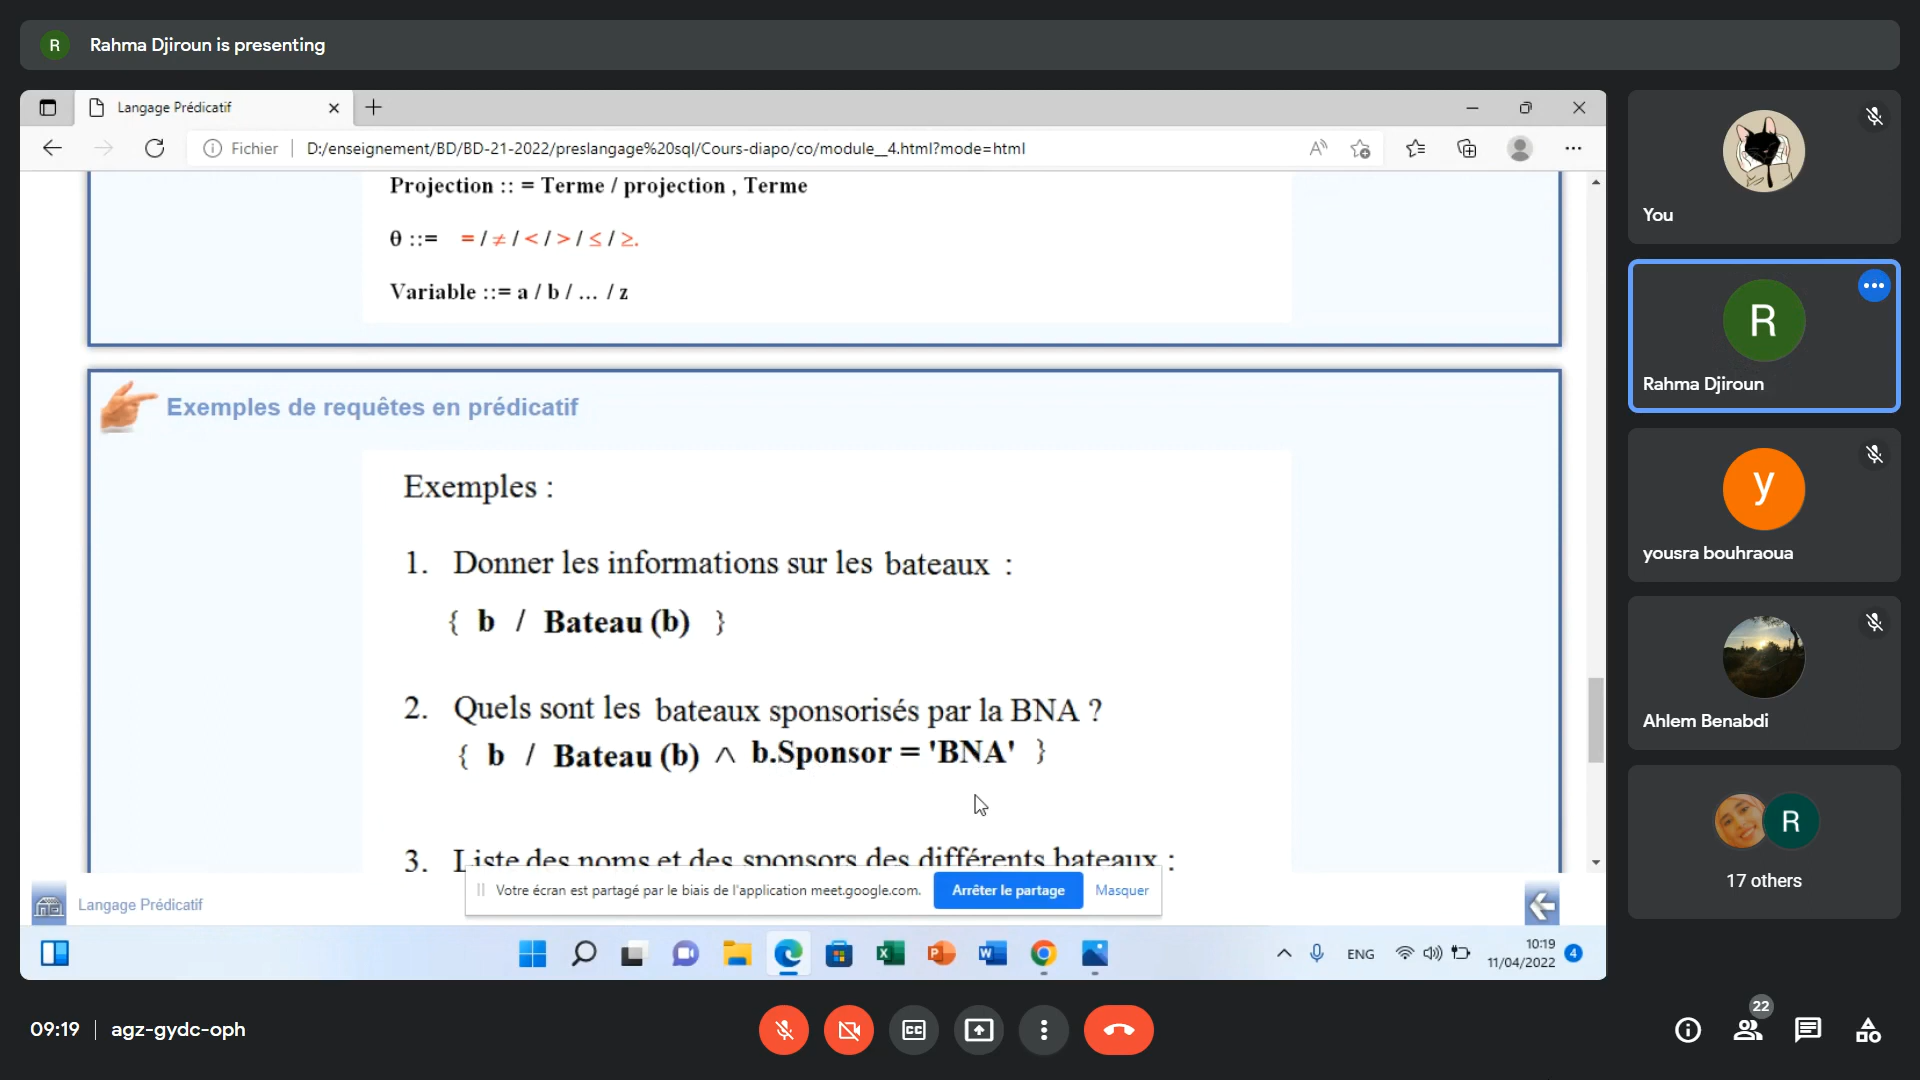 R Rahma Djiroun is presenting
Langage Prédicatif
Fichier D:/enseignement/BD/BD-21-2022/preslangage%20sql/Cours-diapo/co/module__4.html?mode=html
Projection :: = Terme / projection , Terme
θ ::= = / ≠ / < / > / ≤ / ≥.
Variable ::= a / b / ... / z
Exemples de requêtes en prédicatif
Exemples :
1. Donner les informations sur les bateaux :
{ b / Bateau (b) }
2. Quels sont les bateaux sponsorisés par la BNA ?
{ b / Bateau (b) ∧ b.Sponsor = 'BNA' }
3. Liste des noms et des sponsors des différents bateaux :
Votre écran est partagé par le biais de l'application meet.google.com. Arrêter le partage Masquer
Langage Prédicatif
ENG 10:19
11/04/2022 4
You
R
Rahma Djiroun
y
yousra bouhraoua
Ahlem Benabdi
R
17 others
09:19 | agz-gydc-oph
CC
22